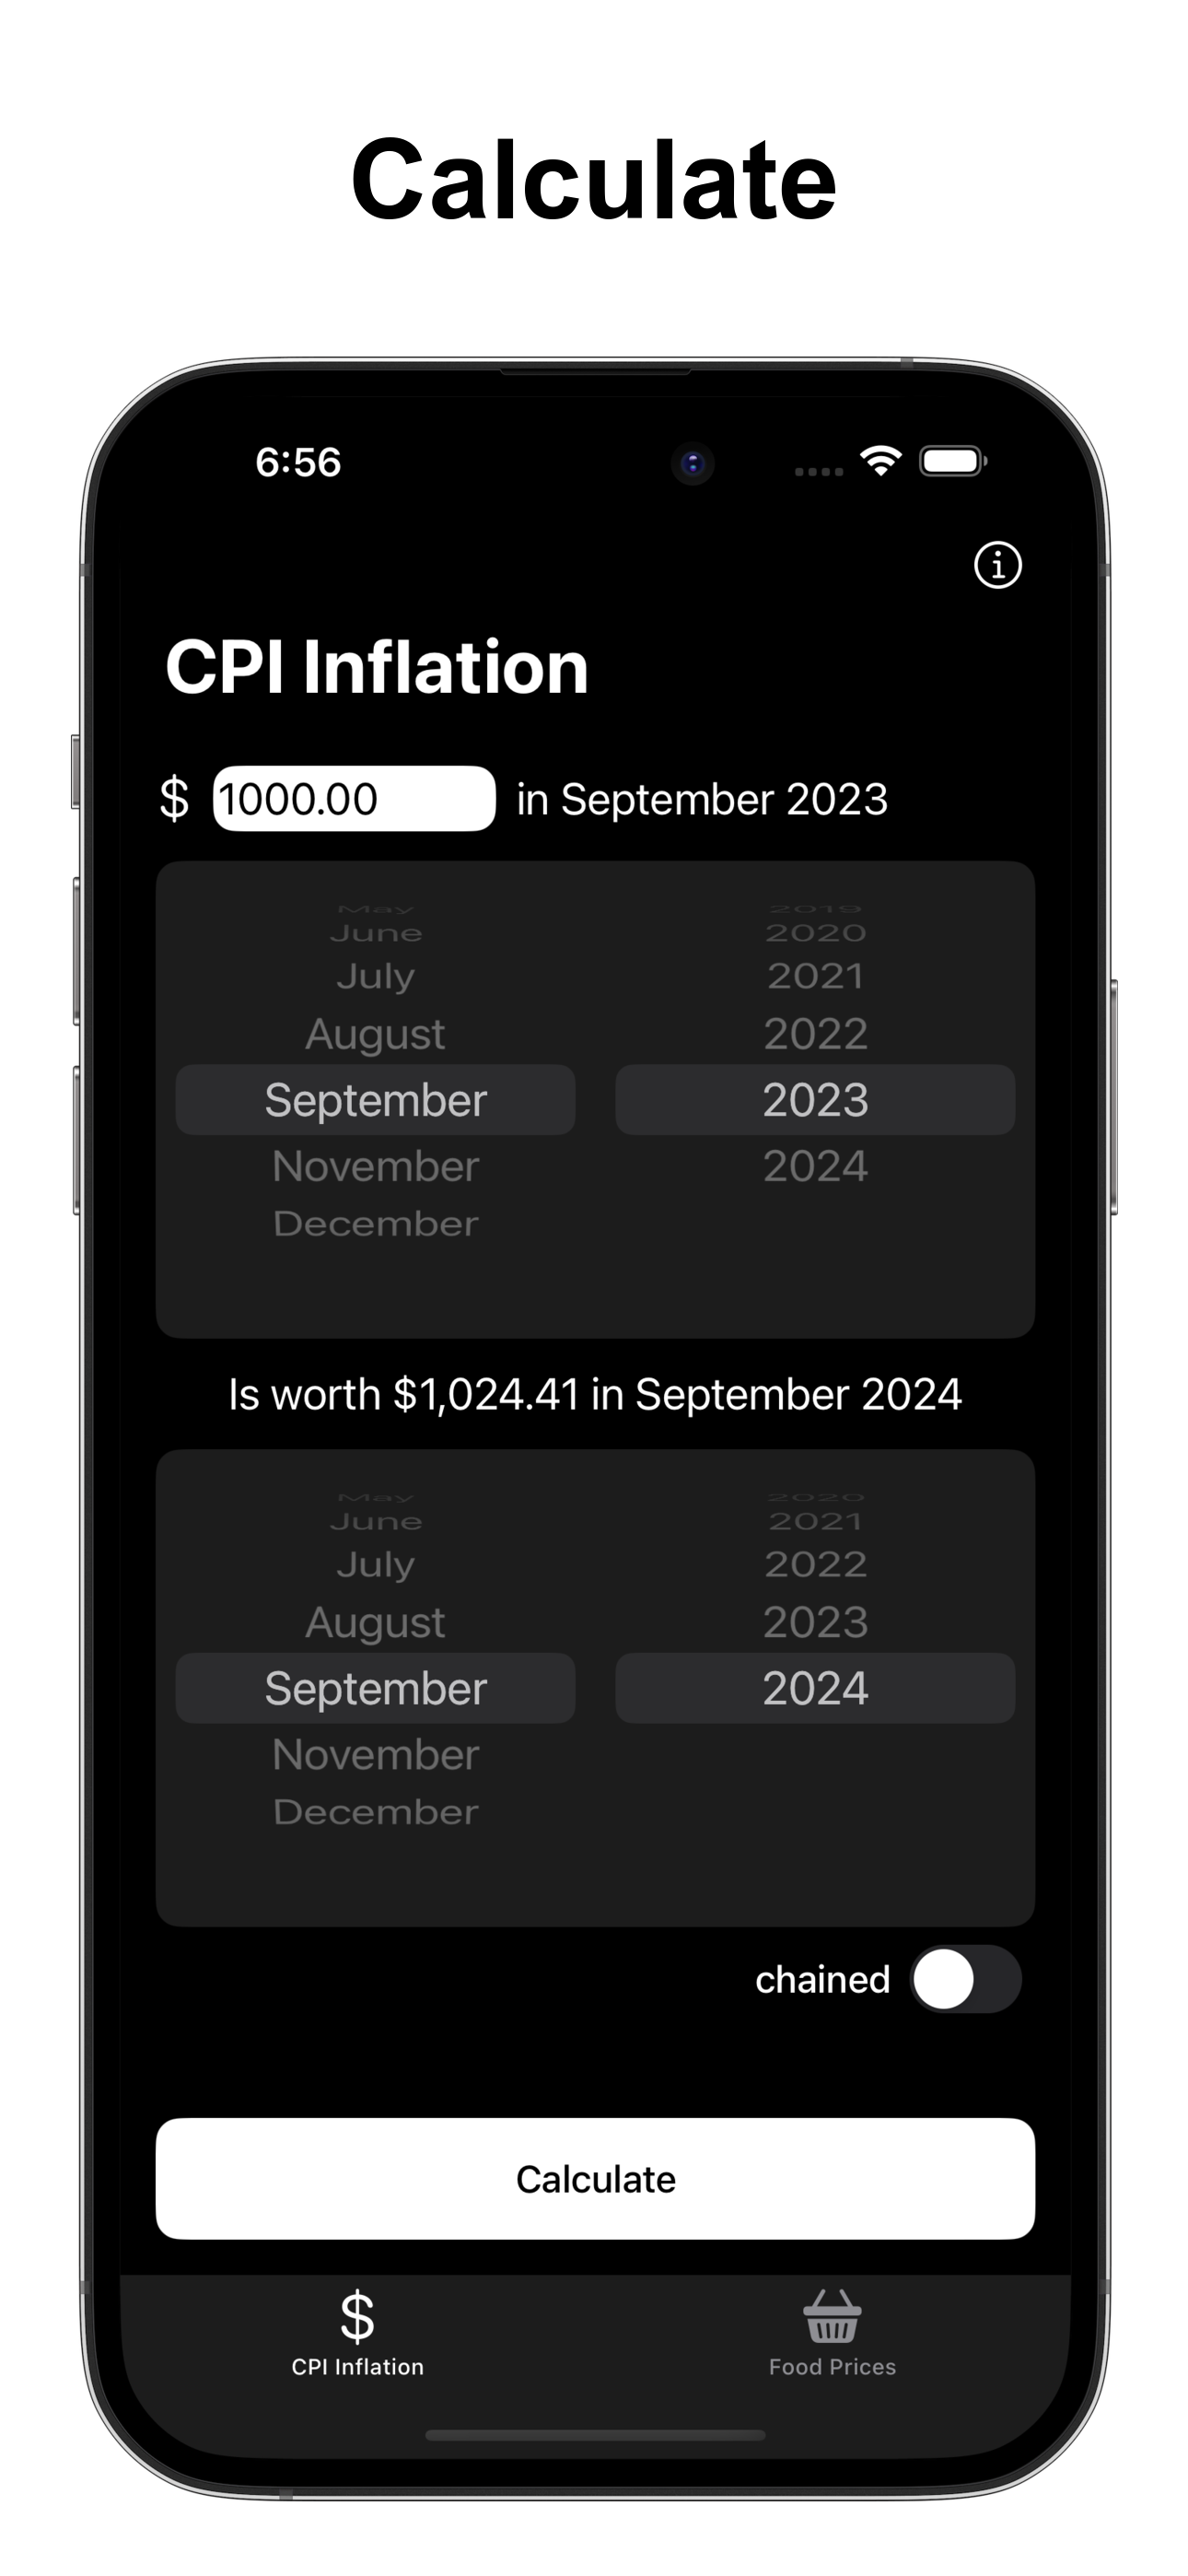 Calculate
6:56
CPI Inflation
$ 1000.00 in September 2023
May 2019
June 2020
July 2021
August 2022
September 2023
November 2024
December
Is worth $1,024.41 in September 2024
May 2020
June 2021
July 2022
August 2023
September 2024
November
December
chained
Calculate
$
CPI Inflation Food Prices